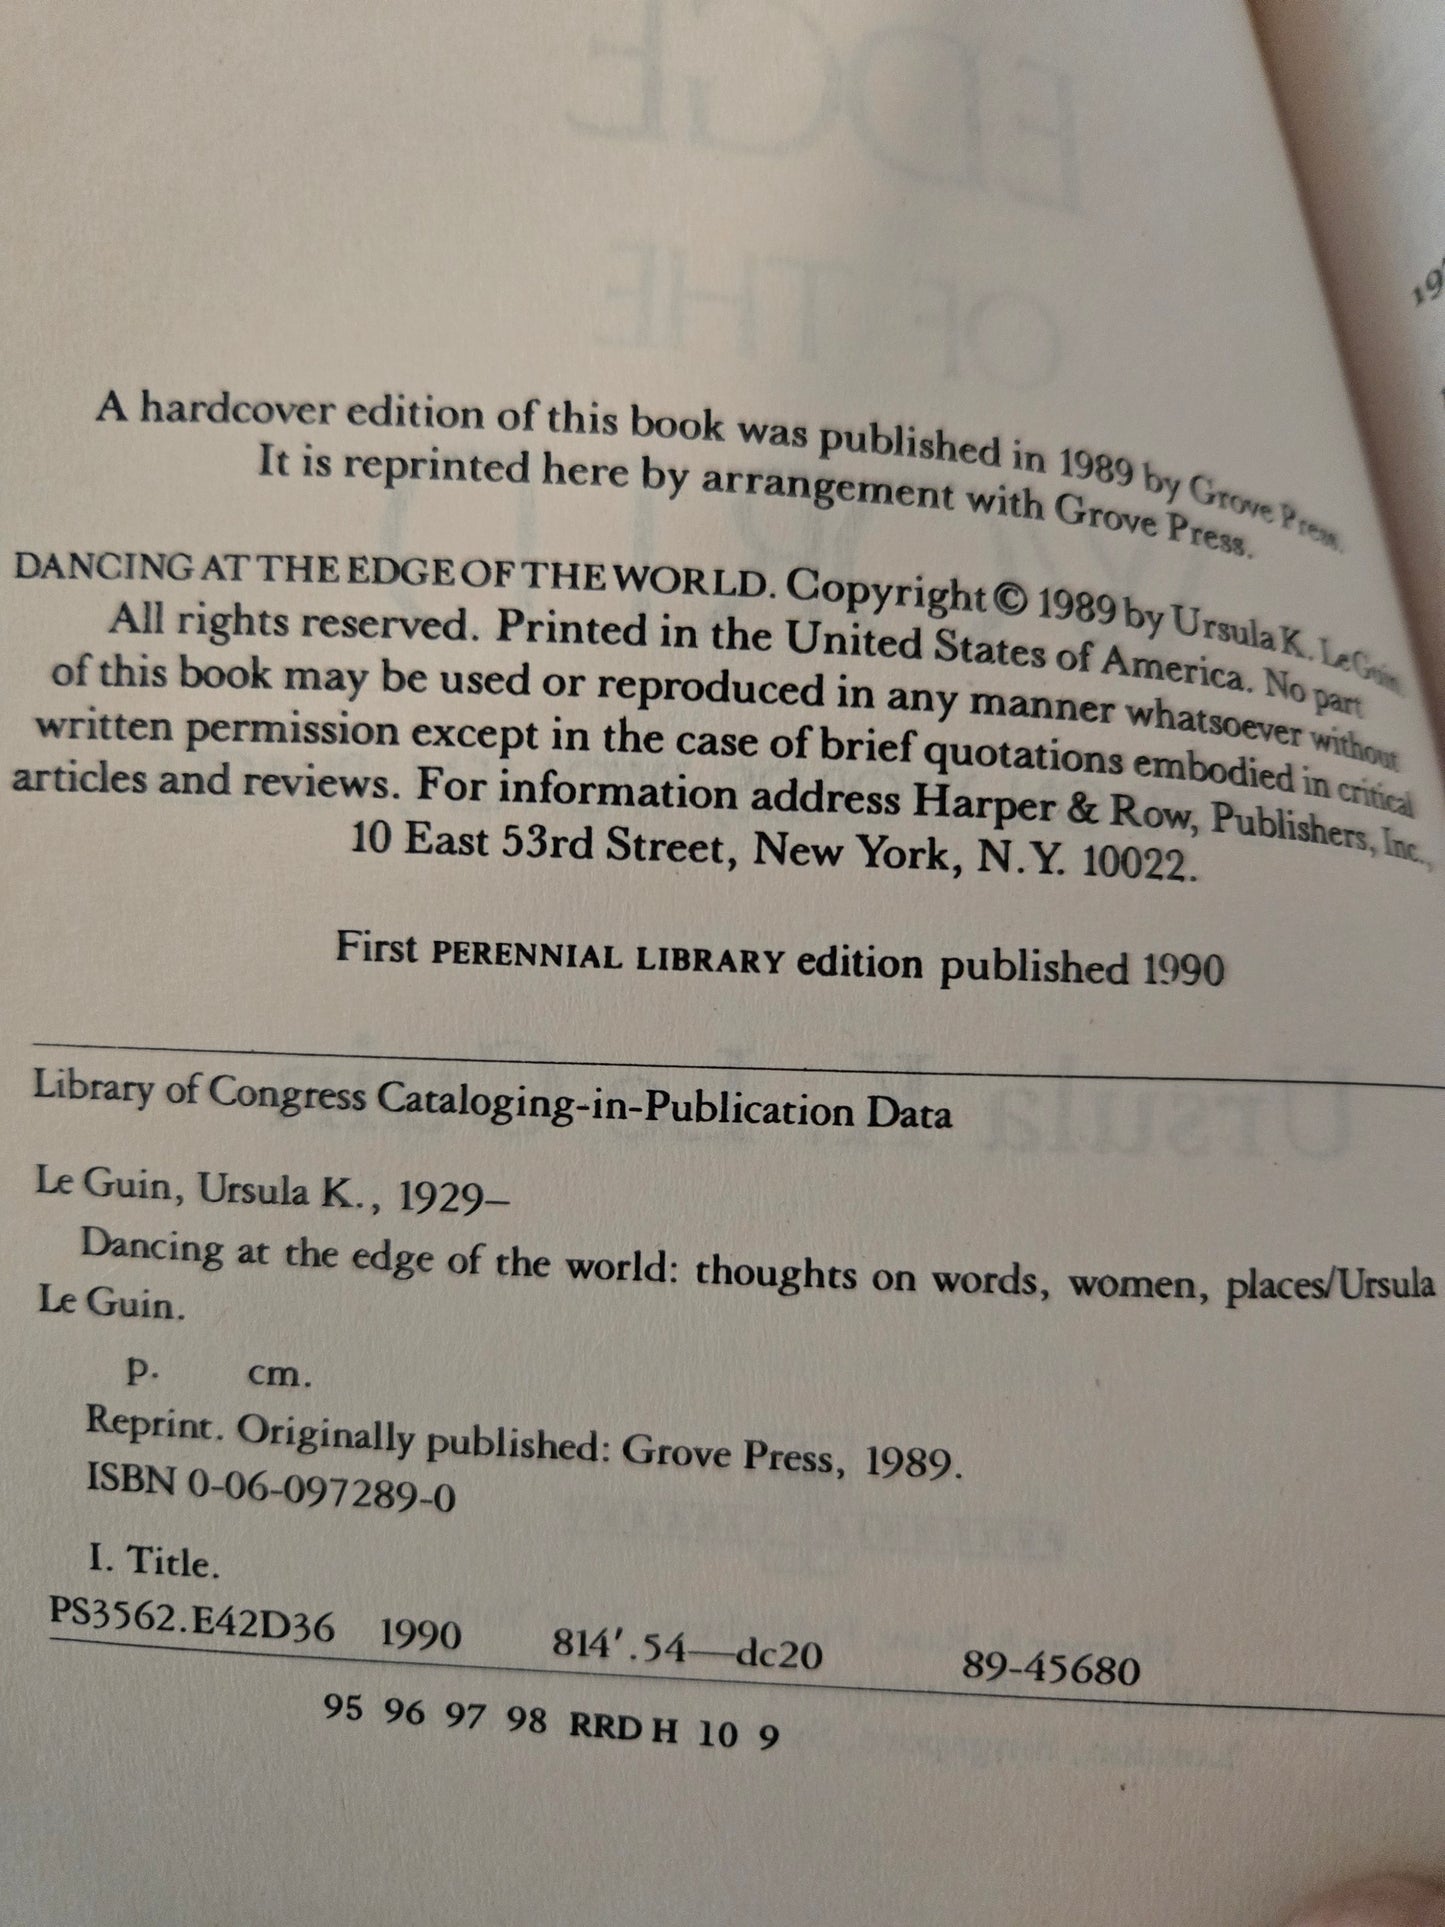 A hardcover edition of this book was published in 1989 by Grove Press.
It is reprinted here by arrangement with Grove Press.
DANCING AT THE EDGE OF THE WORLD. Copyright © 1989 by Ursula K. Le Guin.
All rights reserved. Printed in the United States of America. No part
of this book may be used or reproduced in any manner whatsoever without
written permission except in the case of brief quotations embodied in critical
articles and reviews. For information address Harper & Row, Publishers, Inc.,
10 East 53rd Street, New York, N.Y. 10022.
First PERENNIAL LIBRARY edition published 1990
Library of Congress Cataloging-in-Publication Data
Le Guin, Ursula K., 1929–
Dancing at the edge of the world: thoughts on words, women, places/Ursula
Le Guin.
p. cm.
Reprint. Originally published: Grove Press, 1989.
ISBN 0-06-097289-0
I. Title.
PS3562.E42D36 1990 814′.54—dc20 89-45680
95 96 97 98 RRD H 10 9